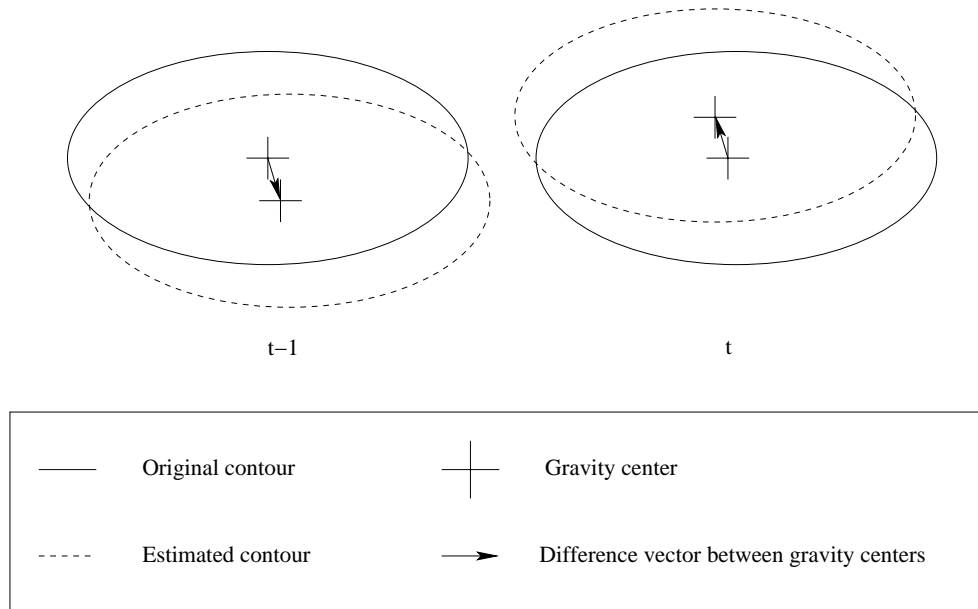 t−1
t
Original contour
Gravity center
Estimated contour
Difference vector between gravity centers